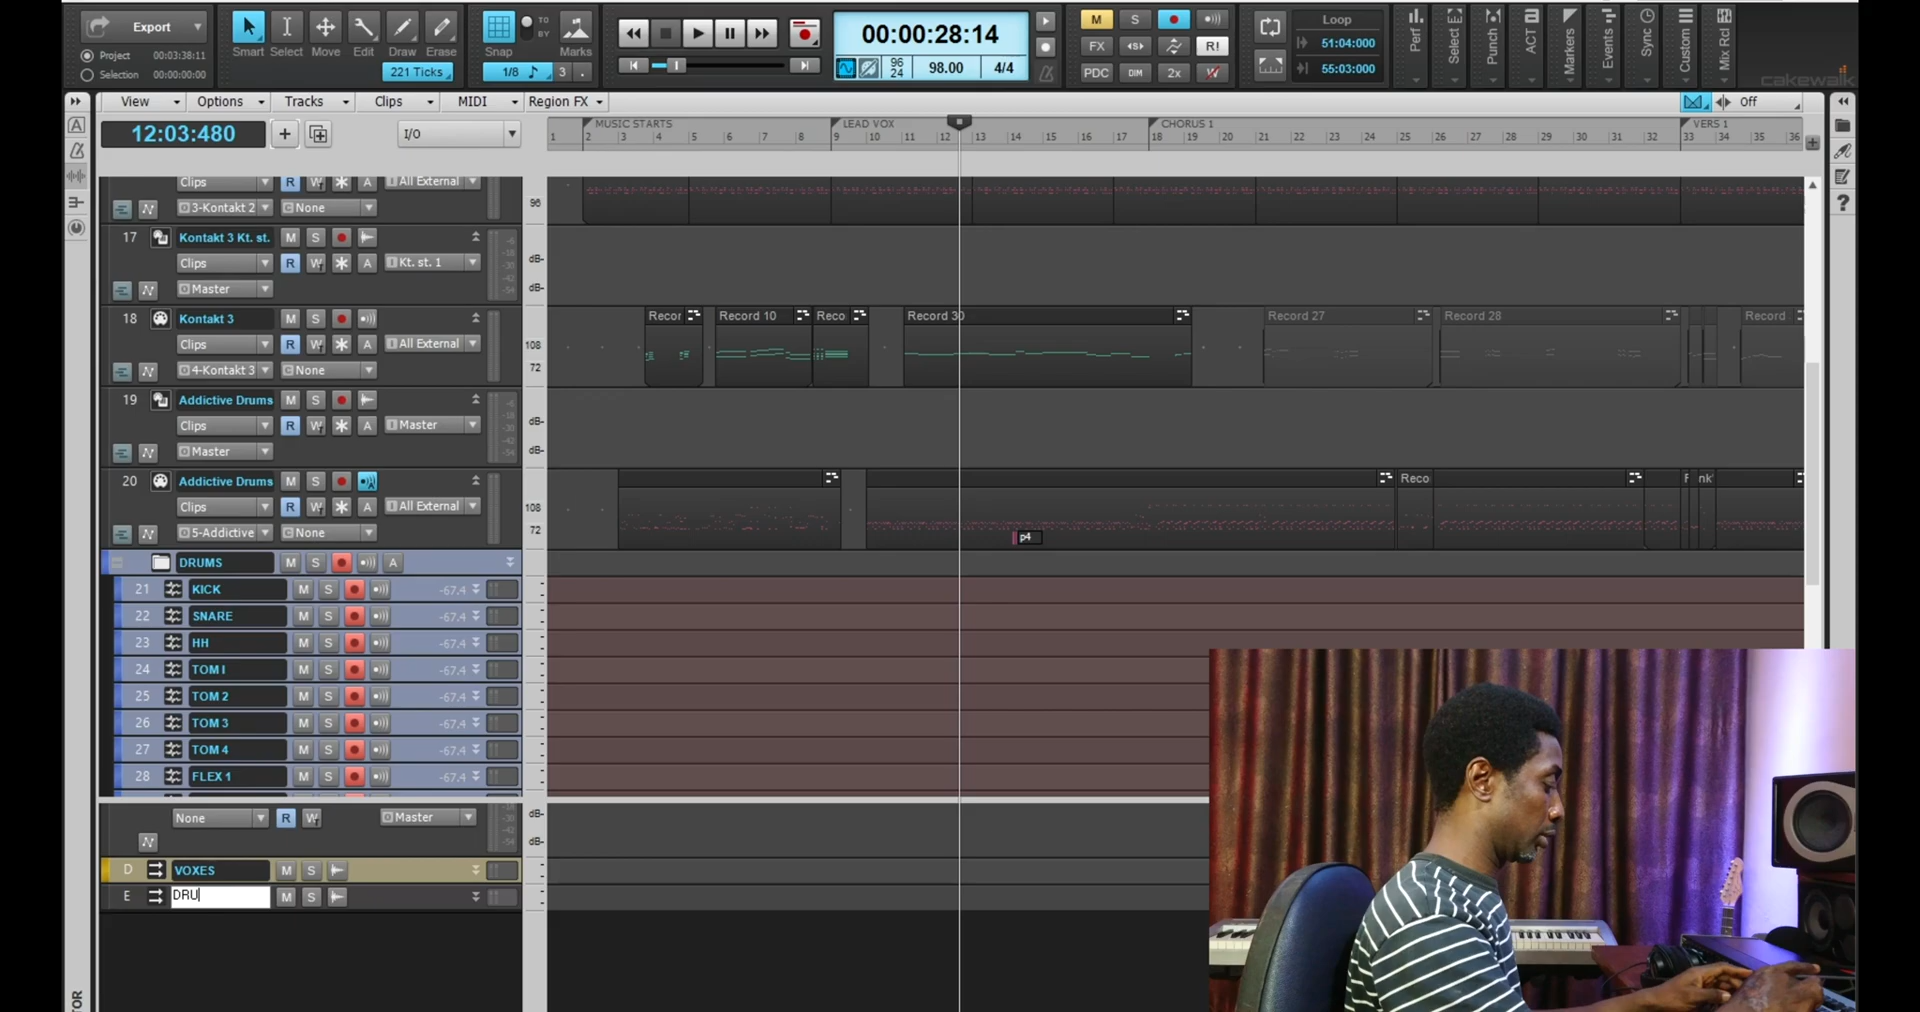 Export
Project 00:03:38:11
Selection 00:00:00:00
Smart Select Move Edit Draw Erase Snap Marks
TO
BY
221 Ticks
1/8 3 .
00:00:28:14
96
24 98.00 4/4
M S
FX R!
PDC DIM 2x W
Loop
51:04:000
55:03:000
Perf
Select
Punch
ACT
Markers
Events
Sync
Custom
Mix Rcl
cakewalk
View Options Tracks Clips MIDI Region FX Off
12:03:480 + I/O
MUSIC STARTS LEAD VOX CHORUS 1 VERS 1
1 2 3 4 5 6 7 8 9 10 11 12 13 14 15 16 17 18 19 20 21 22 23 24 25 26 27 28 29 30 31 32 33 34 35 36
Clips R W A All External
3-Kontakt 2 None 96
17 Kontakt 3 Kt. st. M S
Clips R W A Kt. st. 1 dB-
Master dB-
18 Kontakt 3 M S Recor Record 10 Reco Record 30 Record 27 Record 28 Record
Clips R W A All External 108
4-Kontakt 3 None 72
19 Addictive Drums M S
Clips R W A Master dB-
Master dB-
20 Addictive Drums M S Reco
Clips R W A All External 108
5-Addictive None 72
p4
DRUMS M S A
21 KICK M S -67.4
22 SNARE M S -67.4
23 HH M S -67.4
24 TOM I M S -67.4
25 TOM 2 M S -67.4
26 TOM 3 M S -67.4
27 TOM 4 M S -67.4
28 FLEX 1 M S -67.4
None R W Master dB-
dB-
D VOXES M S
E DRU M S
TOR